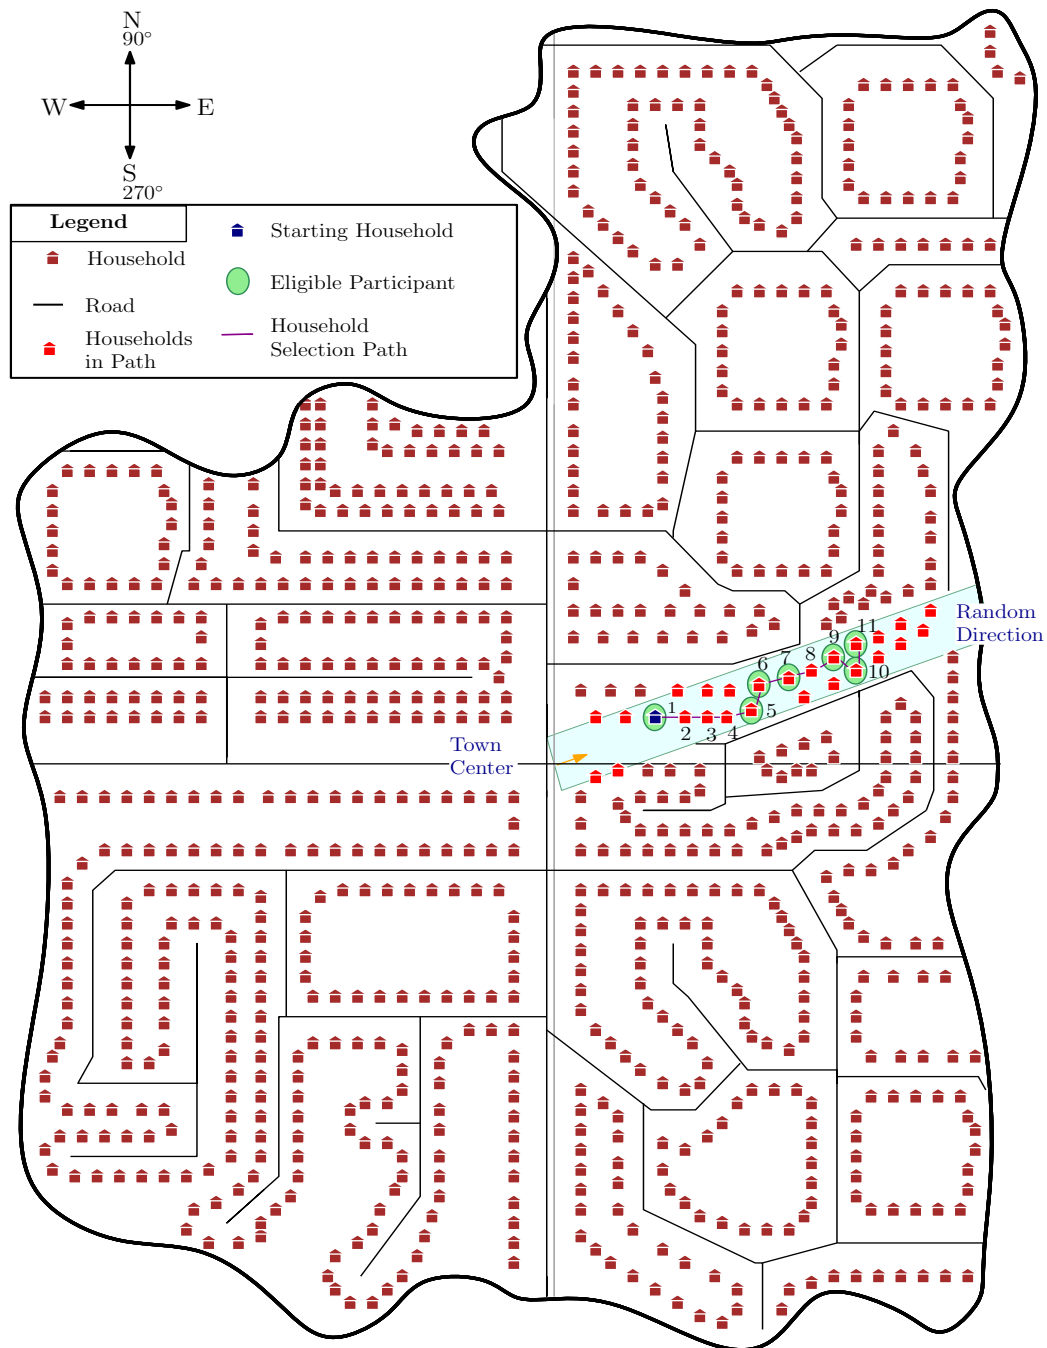 N
90°
W
E
S
270°
Legend
Household
Road
Households
in Path
Starting Household
Eligible Participant
Household
Selection Path
11
Random
Direction
9
8
7
6
10
1
5
2
3
4
Town
Center